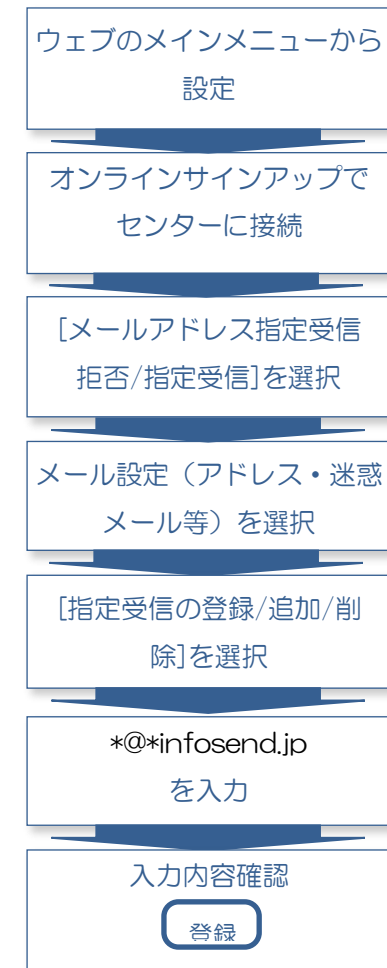 ウェブのメインメニューから
設定
オンラインサインアップで
センターに接続
[メールアドレス指定受信
拒否/指定受信]を選択
メール設定（アドレス・迷惑
メール等）を選択
[指定受信の登録/追加/削
除]を選択
*@*infosend.jp
を入力
入力内容確認
登録